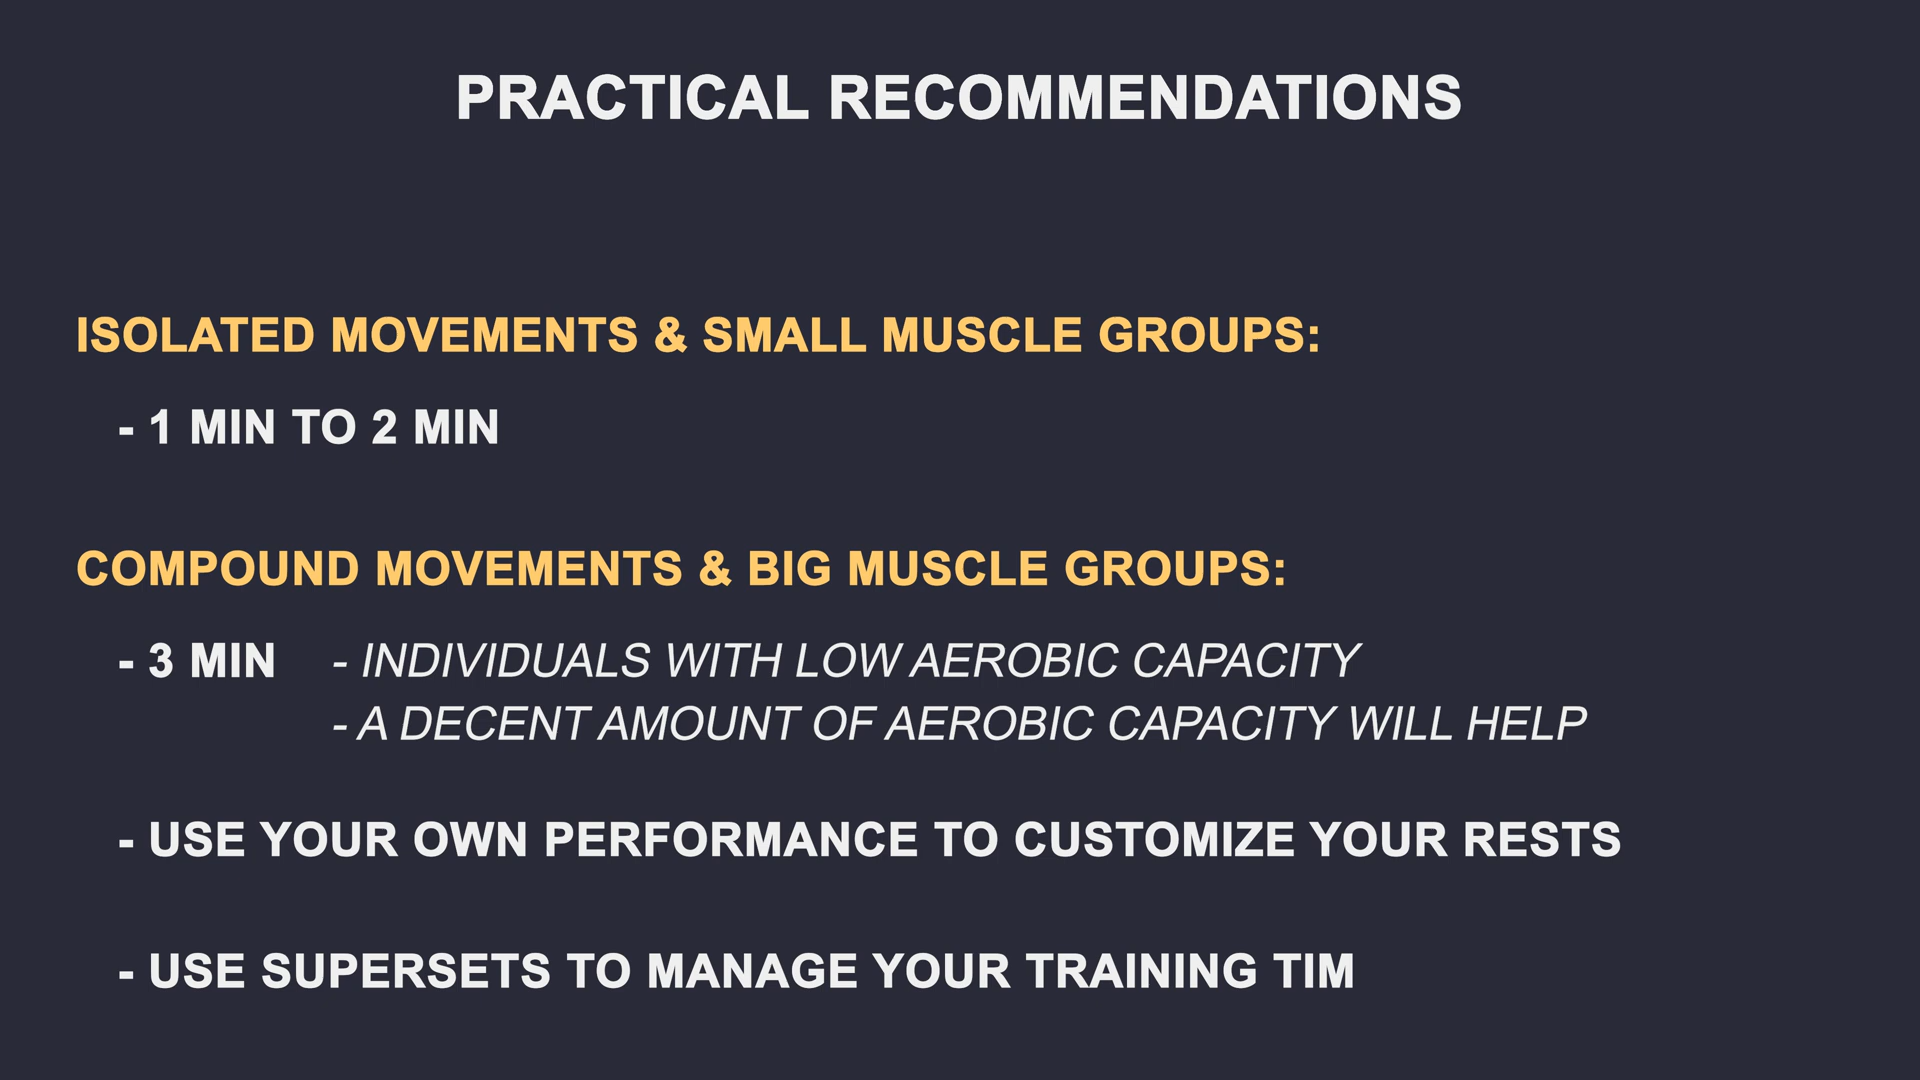 PRACTICAL RECOMMENDATIONS
ISOLATED MOVEMENTS & SMALL MUSCLE GROUPS:
- 1 MIN TO 2 MIN
COMPOUND MOVEMENTS & BIG MUSCLE GROUPS:
- 3 MIN - INDIVIDUALS WITH LOW AEROBIC CAPACITY
- A DECENT AMOUNT OF AEROBIC CAPACITY WILL HELP
- USE YOUR OWN PERFORMANCE TO CUSTOMIZE YOUR RESTS
- USE SUPERSETS TO MANAGE YOUR TRAINING TIM